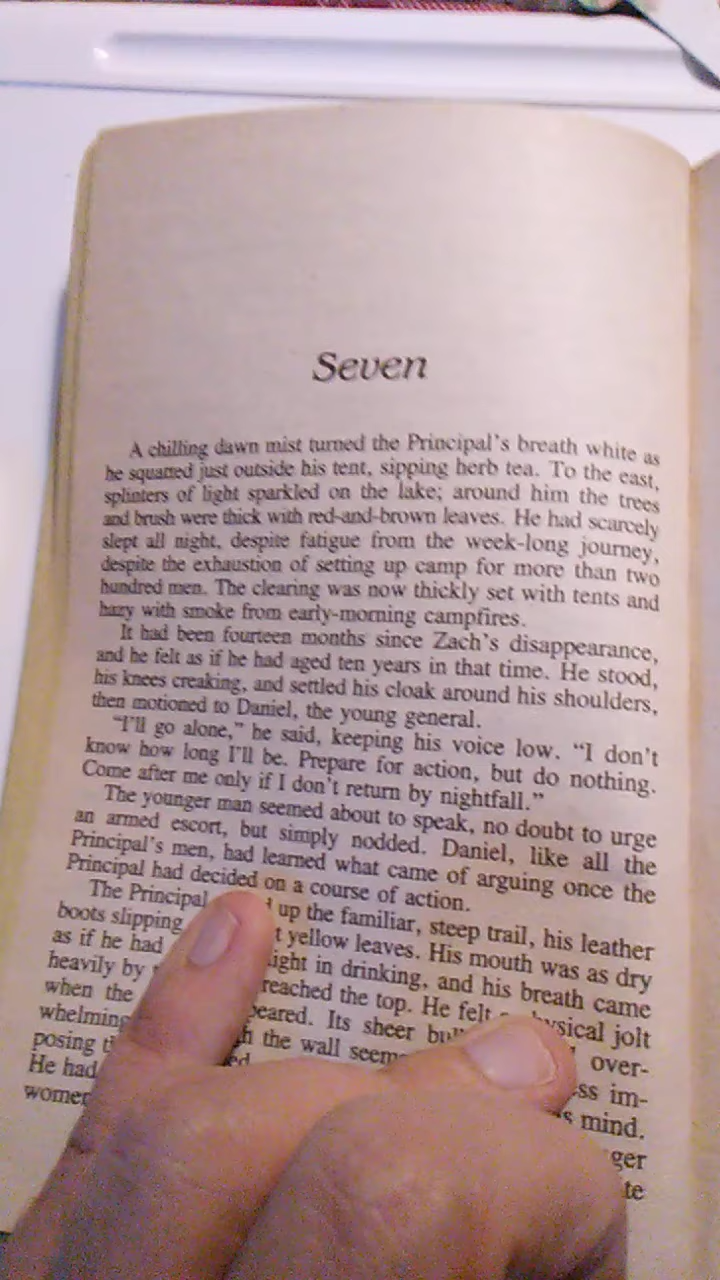 Seven
A chilling dawn mist turned the Principal's breath white as
he squatted just outside his tent, sipping herb tea. To the east,
splinters of light sparkled on the lake; around him the trees
and brush were thick with red-and-brown leaves. He had scarcely
slept all night, despite fatigue from the week-long journey,
despite the exhaustion of setting up camp for more than two
hundred men. The clearing was now thickly set with tents and
hazy with smoke from early-morning campfires.
It had been fourteen months since Zach's disappearance,
and he felt as if he had aged ten years in that time. He stood,
his knees creaking, and settled his cloak around his shoulders,
then motioned to Daniel, the young general.
"I'll go alone," he said, keeping his voice low. "I don't
know how long I'll be. Prepare for action, but do nothing.
Come after me only if I don't return by nightfall."
The younger man seemed about to speak, no doubt to urge
an armed escort, but simply nodded. Daniel, like all the
Principal's men, had learned what came of arguing once the
Principal had decided on a course of action.
The Principal up the familiar, steep trail, his leather
boots slipping yellow leaves. His mouth was as dry
as if he had in drinking, and his breath came
heavily by reached the top. He felt jolt
when the Its sheer over-
the wall im-
posing mind.
He had